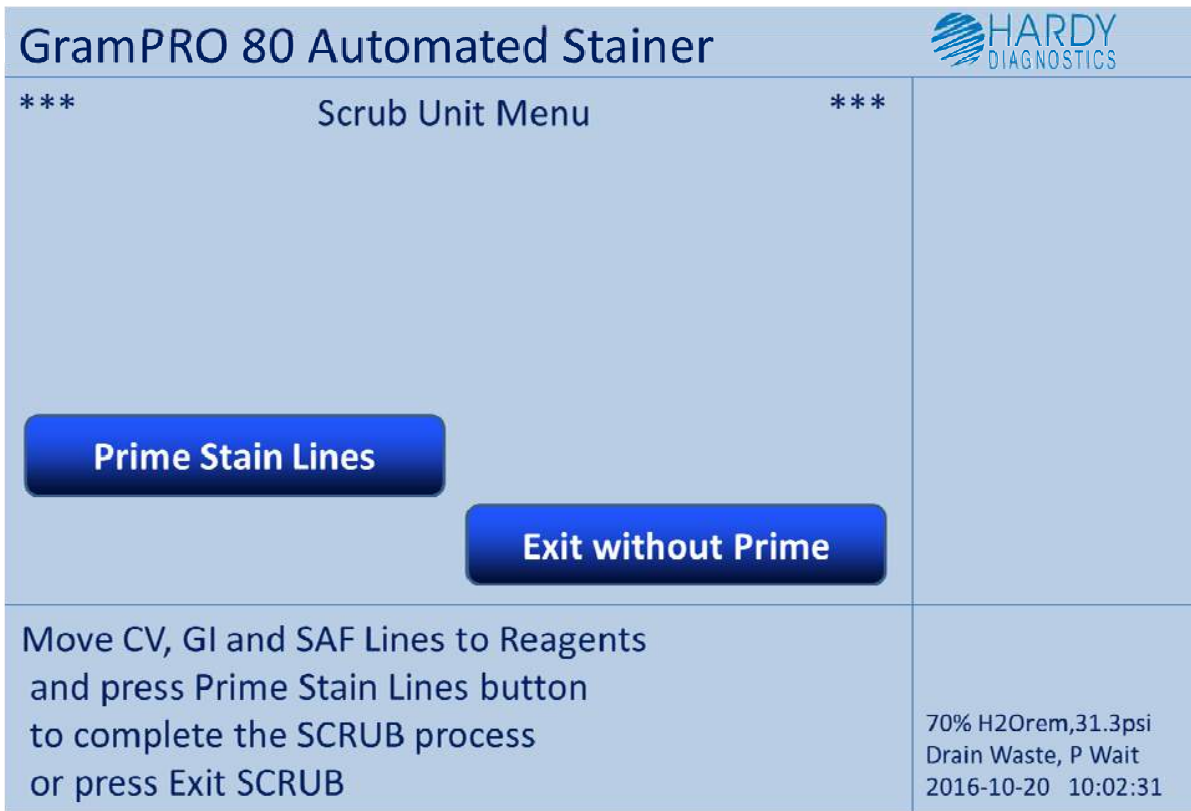 GramPRO 80 Automated Stainer
HARDY
DIAGNOSTICS
*** Scrub Unit Menu ***
Prime Stain Lines
Exit without Prime
Move CV, GI and SAF Lines to Reagents
and press Prime Stain Lines button
to complete the SCRUB process
or press Exit SCRUB
70% H2Orem,31.3psi
Drain Waste, P Wait
2016-10-20 10:02:31